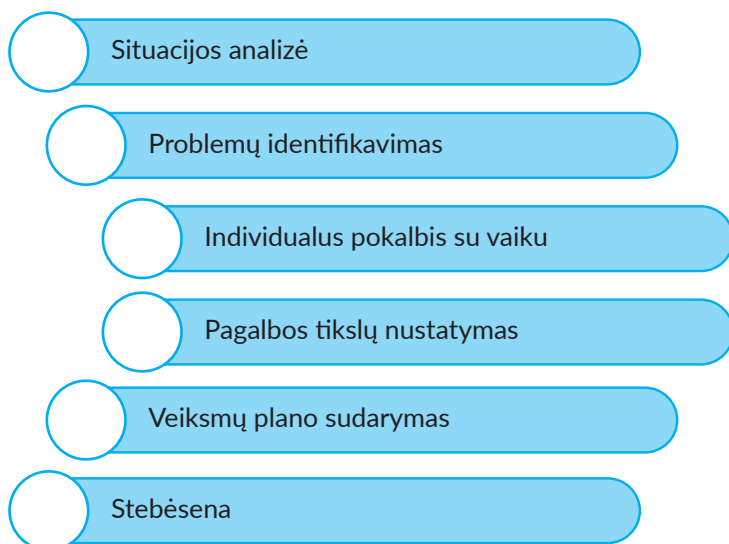 Situacijos analizė
Problemų identifikavimas
Individualus pokalbis su vaiku
Pagalbos tikslų nustatymas
Veiksmų plano sudarymas
Stebėsena